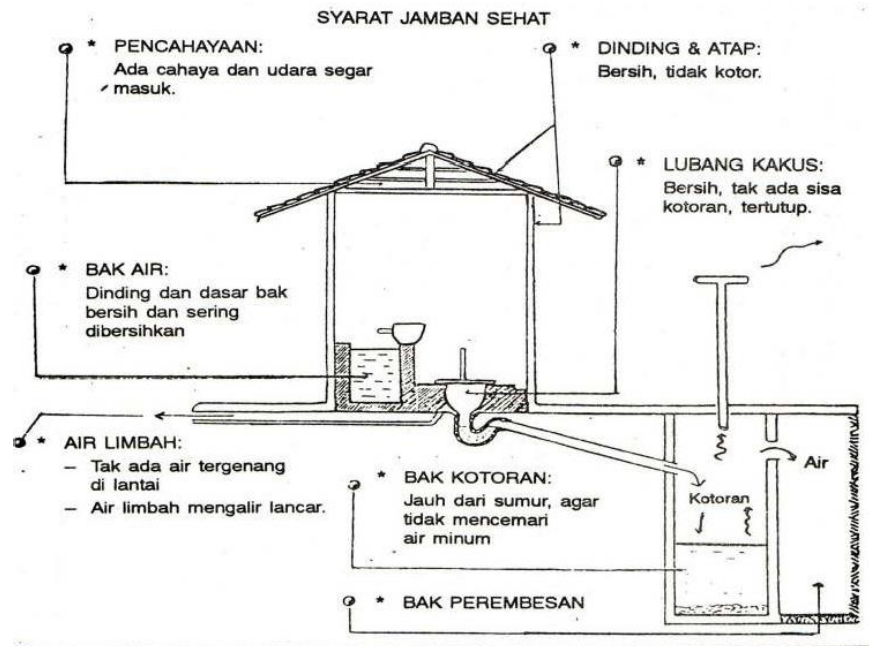 SYARAT JAMBAN SEHAT
* PENCAHAYAAN:
Ada cahaya dan udara segar
masuk.
* DINDING & ATAP:
Bersih, tidak kotor.
* LUBANG KAKUS:
Bersih, tak ada sisa
kotoran, tertutup.
* BAK AIR:
Dinding dan dasar bak
bersih dan sering
dibersihkan
* AIR LIMBAH:
– Tak ada air tergenang
di lantai
– Air limbah mengalir lancar.
* BAK KOTORAN:
Jauh dari sumur, agar
tidak mencemari
air minum
Kotoran
Air
* BAK PEREMBESAN